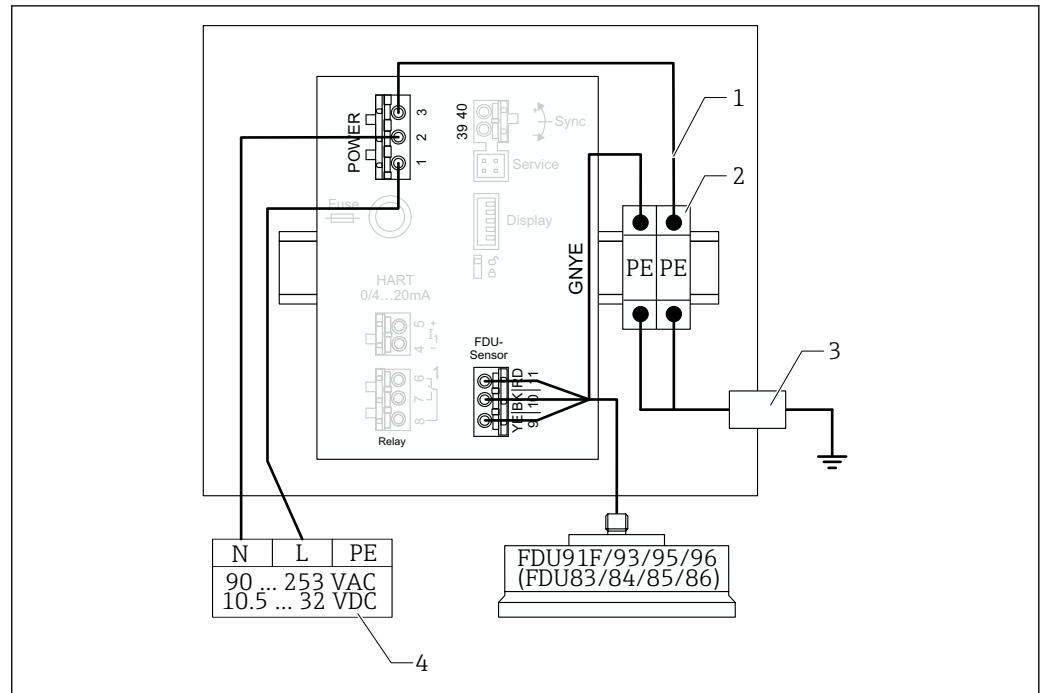 POWER
3
2
1
39 40
Sync
Service
Fuse
Display
HART
0/4...20mA
5
4
+
I1
-
6
7
8
1
Relay
FDU-
Sensor
YE|BK|RD
9 | 10 | 11
GNYE
PE PE
1
2
3
N L PE
90 ... 253 VAC
10.5 ... 32 VDC
4
FDU91F/93/95/96
(FDU83/84/85/86)